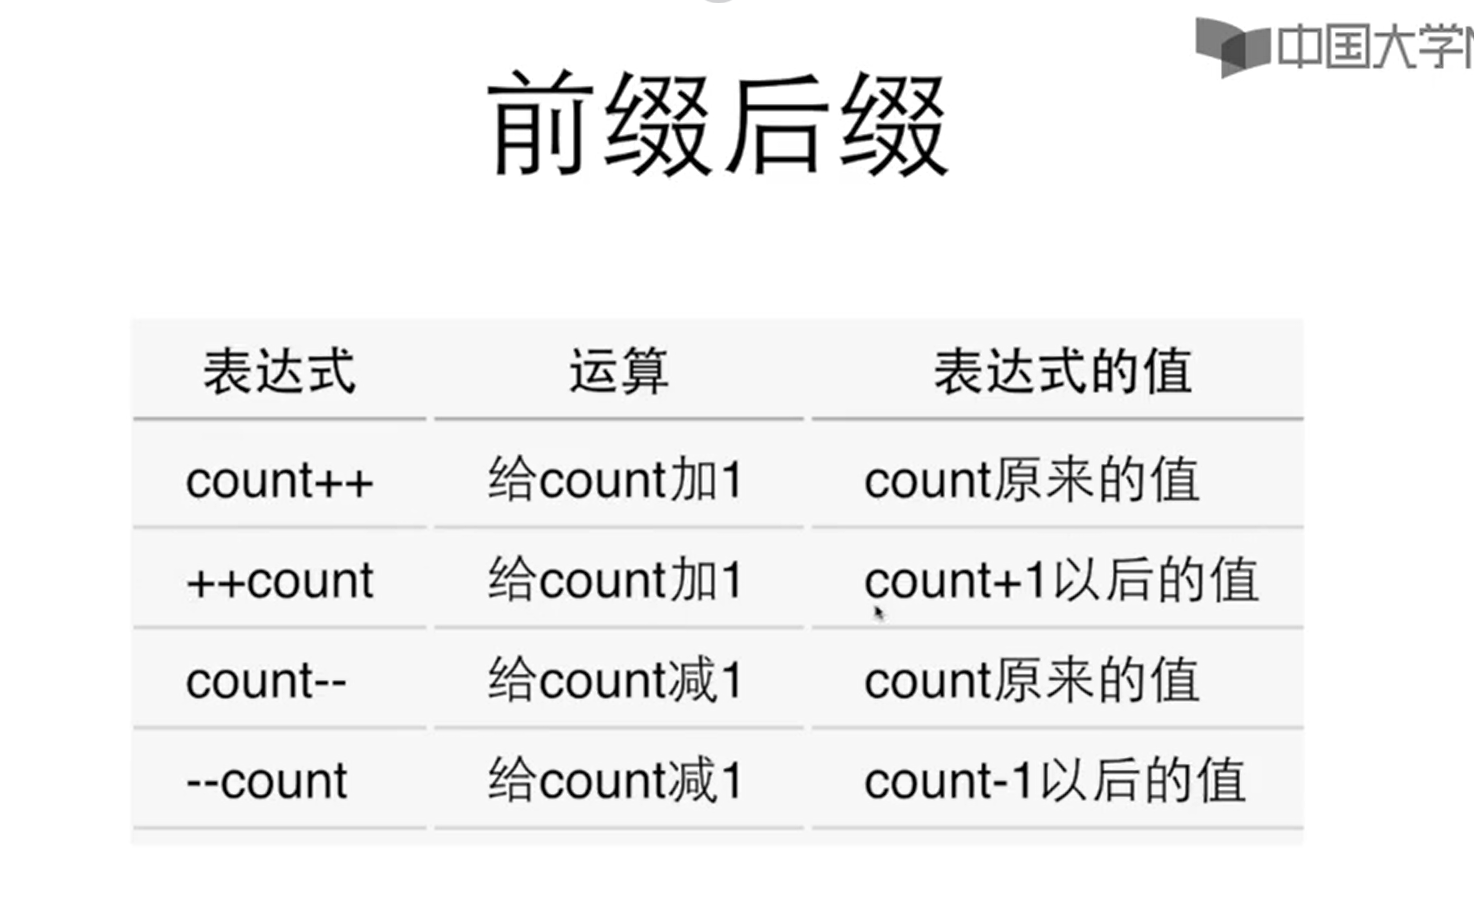 中国大学
前缀后缀
表达式 运算 表达式的值
count++ 给count加1 count原来的值
++count 给count加1 count+1以后的值
count-- 给count减1 count原来的值
--count 给count减1 count-1以后的值